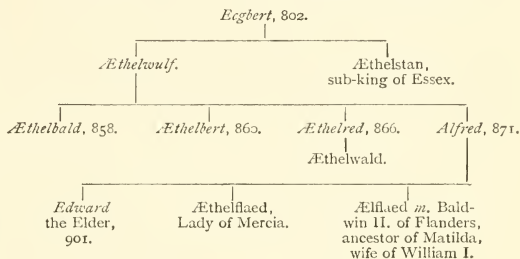 Ecgbert, 802.
Æthelwulf. Æthelstan,
sub-king of Essex.
Æthelbald, 858. Æthelbert, 860. Æthelred, 866. Alfred, 871.
Æthelwald.
Edward Æthelflaed, Ælflaed m. Bald-
the Elder, Lady of Mercia. win II. of Flanders,
901. ancestor of Matilda,
wife of William I.